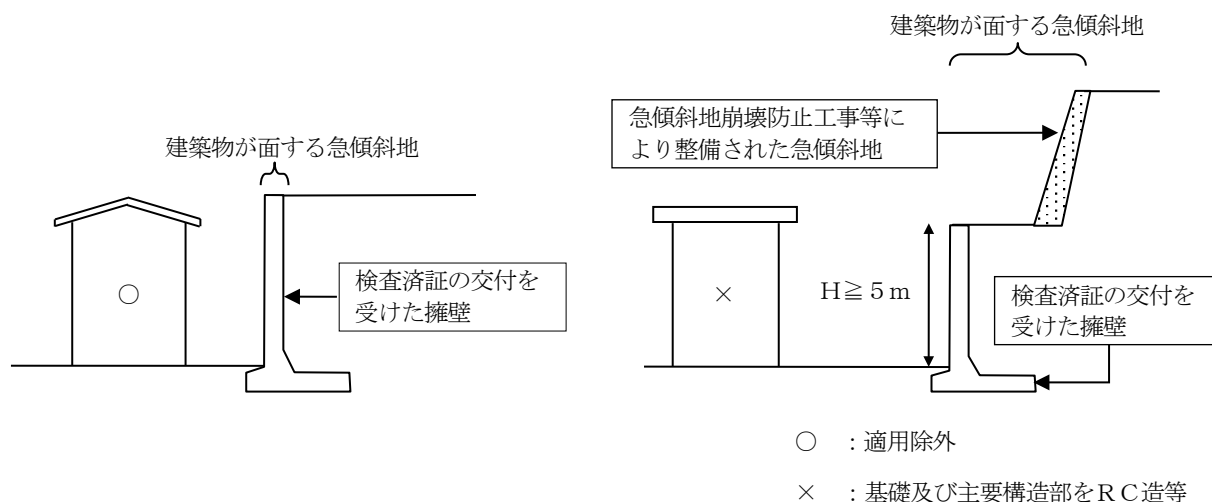 建築物が面する急傾斜地
検査済証の交付を
受けた擁壁
○
建築物が面する急傾斜地
急傾斜地崩壊防止工事等に
より整備された急傾斜地
H≧5m
検査済証の交付を
受けた擁壁
×
○ :適用除外
× :基礎及び主要構造部をRC造等